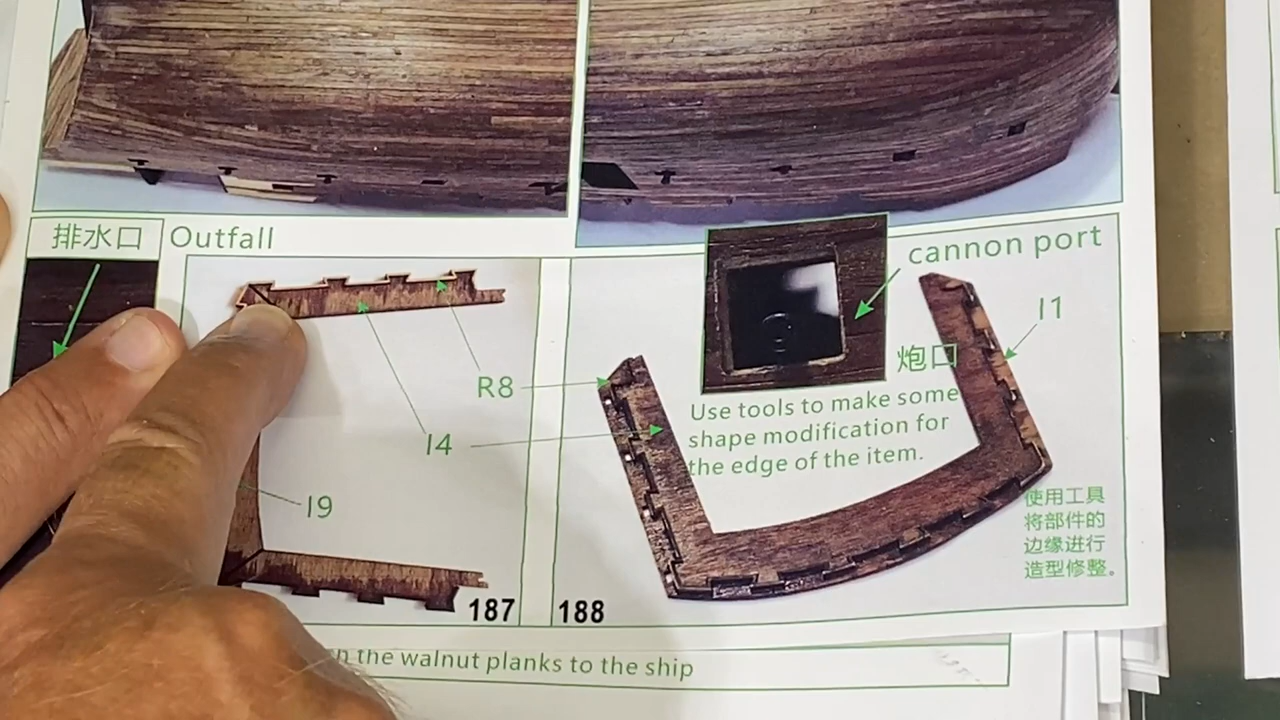 排水口
Outfall
cannon port
I1
炮口
R8
Use tools to make some
shape modification for
the edge of the item.
I4
I9
使用工具
将部件的
边缘进行
造型修整。
187
188
the walnut planks to the ship